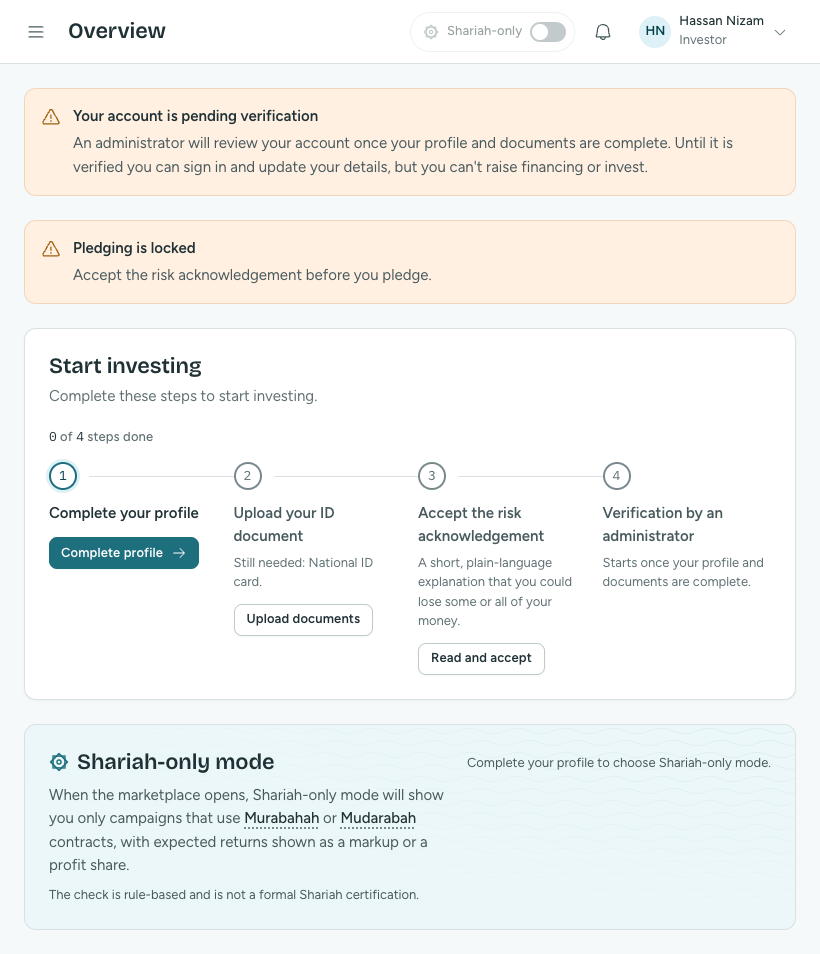 Overview
Shariah-only
HN
Hassan Nizam
Investor
Your account is pending verification
An administrator will review your account once your profile and documents are complete. Until it is
verified you can sign in and update your details, but you can't raise financing or invest.
Pledging is locked
Accept the risk acknowledgement before you pledge.
Start investing
Complete these steps to start investing.
0 of 4 steps done
1
Complete your profile
Complete profile
2
Upload your ID
document
Still needed: National ID
card.
Upload documents
3
Accept the risk
acknowledgement
A short, plain-language
explanation that you could
lose some or all of your
money.
Read and accept
4
Verification by an
administrator
Starts once your profile and
documents are complete.
Shariah-only mode
When the marketplace opens, Shariah-only mode will show
you only campaigns that use Murabahah or Mudarabah
contracts, with expected returns shown as a markup or a
profit share.
The check is rule-based and is not a formal Shariah certification.
Complete your profile to choose Shariah-only mode.